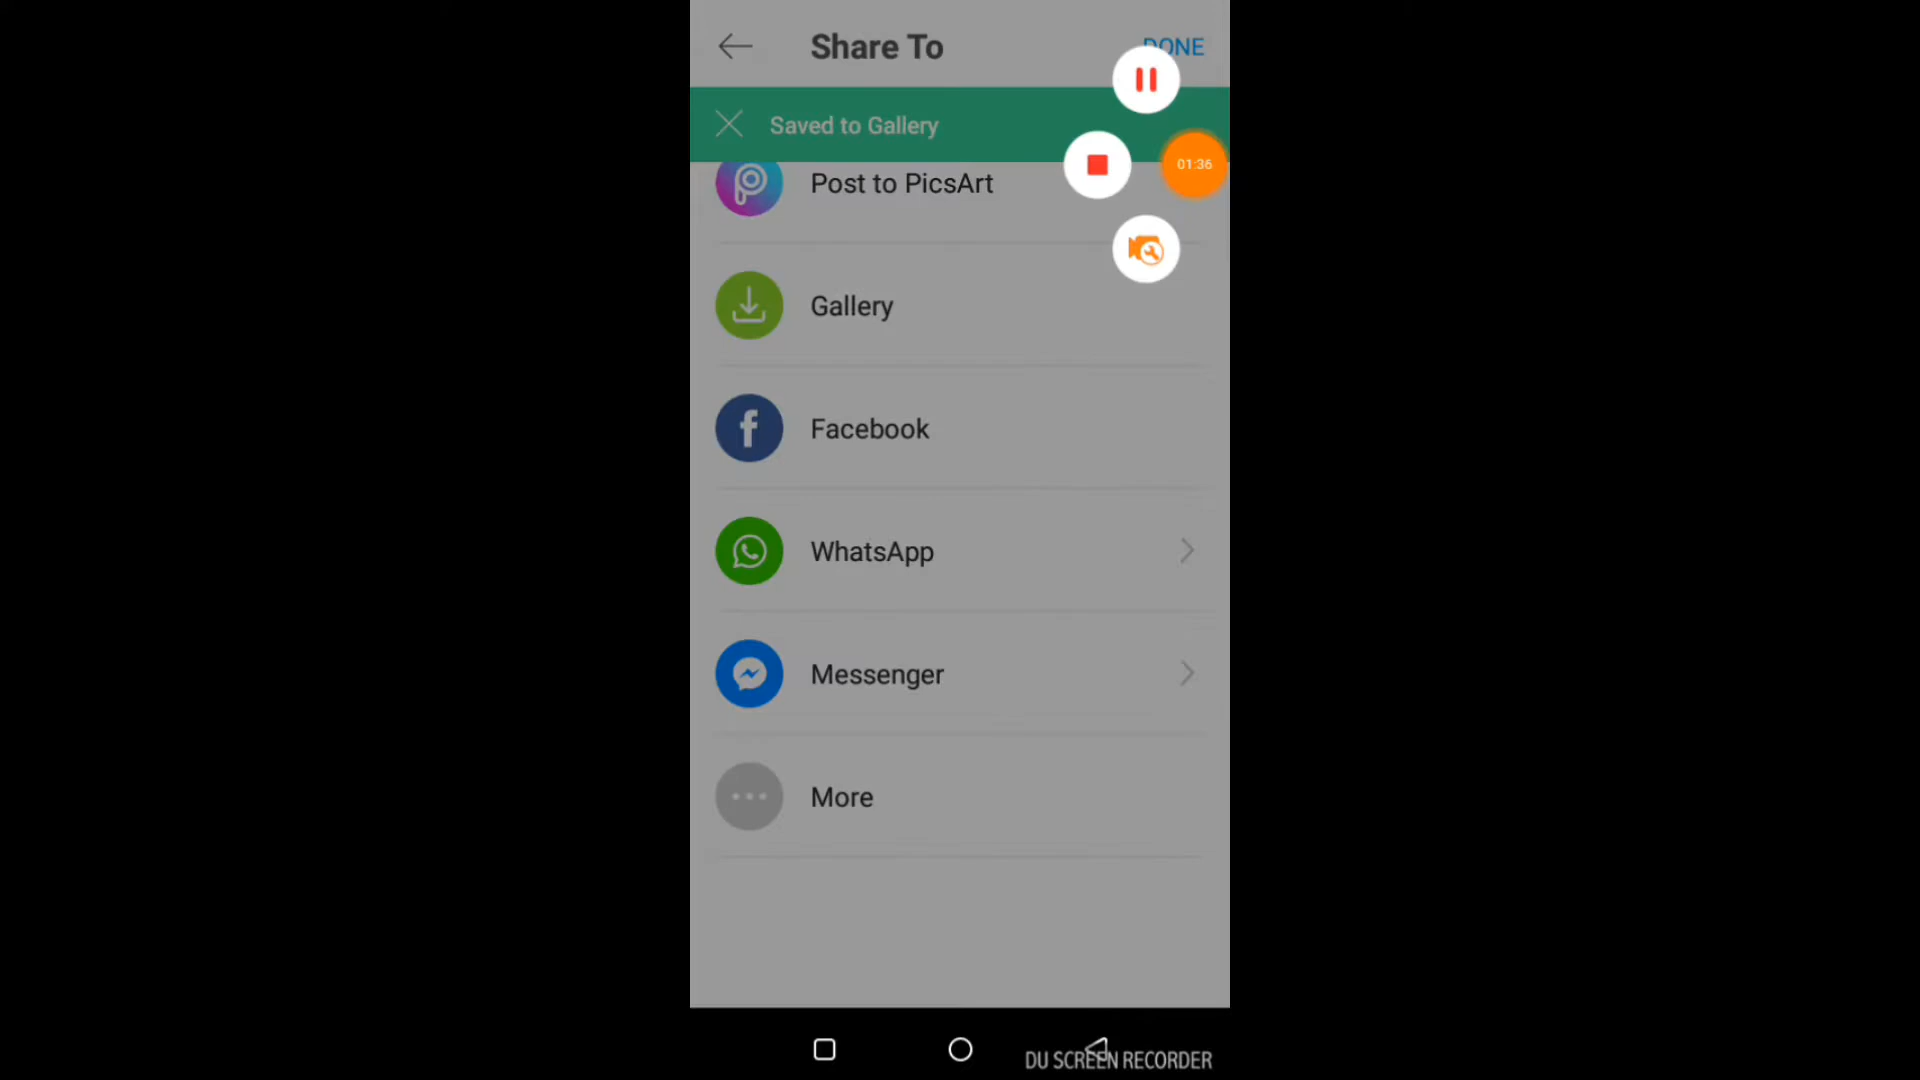 Share To
DONE
Saved to Gallery
01:36
Post to PicsArt
Gallery
Facebook
WhatsApp
Messenger
More
DU SCREEN RECORDER